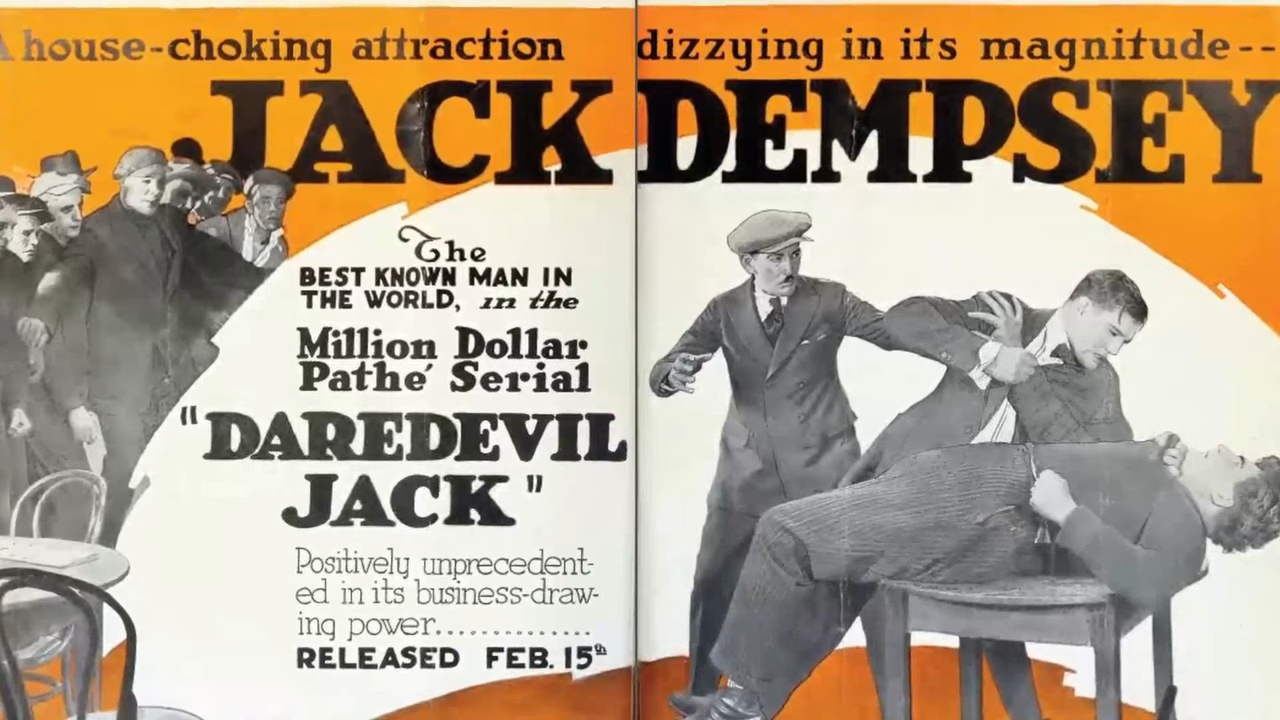 A house-choking attraction dizzying in its magnitude--
JACK DEMPSEY
The
BEST KNOWN MAN IN
THE WORLD, in the
Million Dollar
Pathé Serial
"DAREDEVIL
JACK"
Positively unprecedent-
ed in its business-draw-
ing power..............
RELEASED FEB. 15th